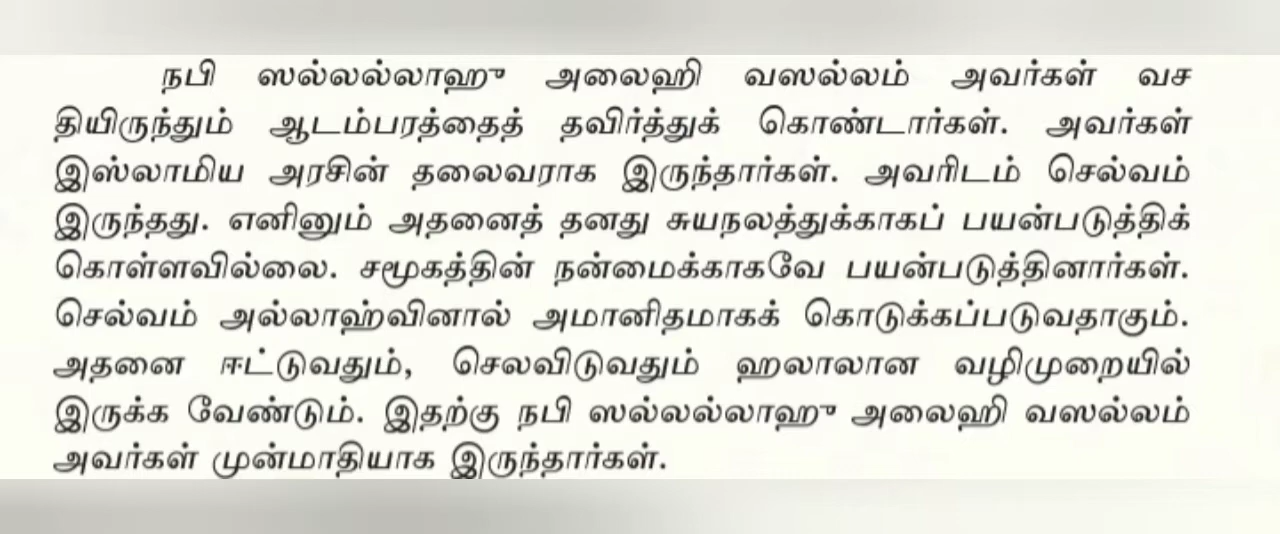 நபி ஸல்லல்லாஹு அலைஹி வஸல்லம் அவர்கள் வச
தியிருந்தும் ஆடம்பரத்தைத் தவிர்த்துக் கொண்டார்கள். அவர்கள்
இஸ்லாமிய அரசின் தலைவராக இருந்தார்கள். அவரிடம் செல்வம்
இருந்தது. எனினும் அதனைத் தனது சுயநலத்துக்காகப் பயன்படுத்திக்
கொள்ளவில்லை. சமூகத்தின் நன்மைக்காகவே பயன்படுத்தினார்கள்.
செல்வம் அல்லாஹ்வினால் அமானிதமாகக் கொடுக்கப்படுவதாகும்.
அதனை ஈட்டுவதும், செலவிடுவதும் ஹலாலான வழிமுறையில்
இருக்க வேண்டும். இதற்கு நபி ஸல்லல்லாஹு அலைஹி வஸல்லம்
அவர்கள் முன்மாதியாக இருந்தார்கள்.